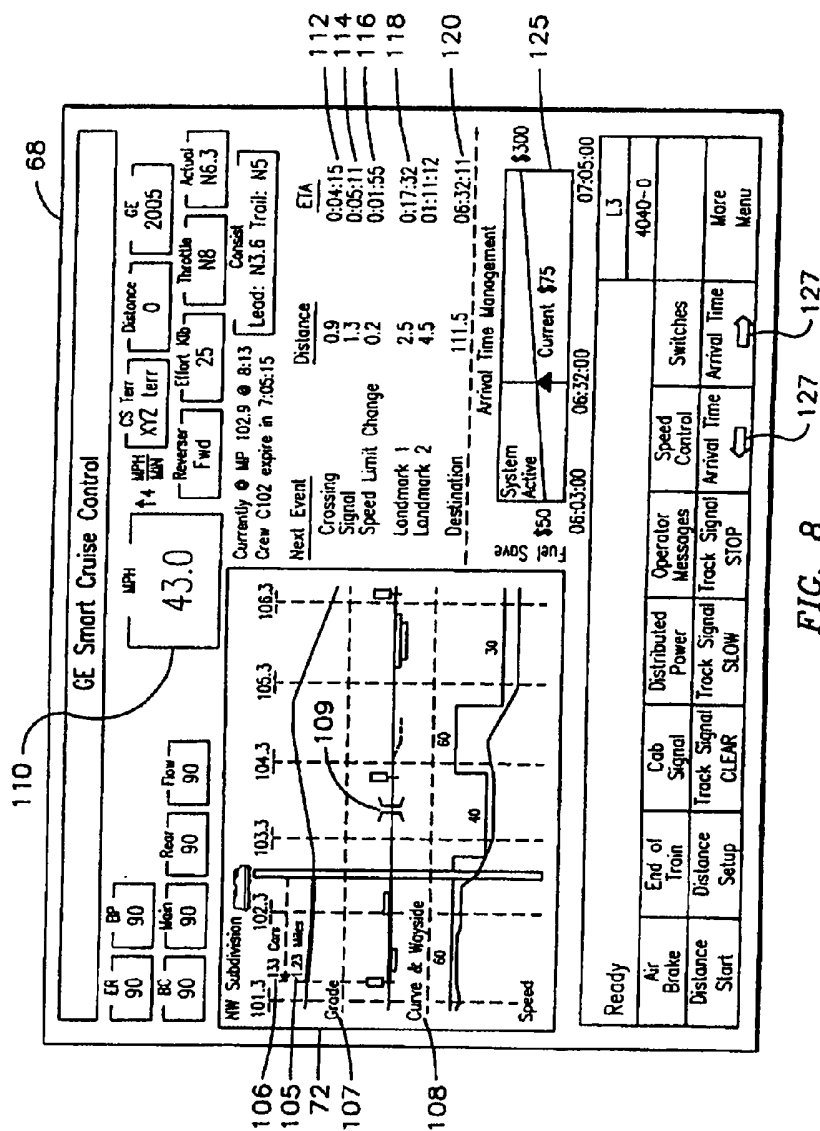 68
GE Smart Cruise Control
110
ER 90
BP 90
BC 90
Main 90
Rear 90
Flow 90
MPH
43.0
↑4 MPH/MIN
CS Terr
XYZ terr
Distance
0
GE
2005
Reverser
Fwd
Effort Klb
25
Throttle
N8
Actual
N6.3
Currently @ MP 102.9 @ 8:13
Crew C102 expire in 7:05:15
Consist
Lead: N3.6 Trail: N5
NW Subdivision
101.3 102.3 103.3 104.3 105.3 106.3
133 Cars
1.23 Miles
Grade
109
Curve & Wayside
60 40 60 30
Speed
106
105
72
107
108
Next Event Distance ETA
Crossing 0.9 0:04:15
Signal 1.3 0:05:11
Speed Limit Change 0.2 0:01:55
Landmark 1 2.5 0:17:32
Landmark 2 4.5 01:11:12
Destination 111.5 06:32:11
112
114
116
118
120
125
Arrival Time Management
Fuel Save
$50
System Active
Current $75
$300
06:03:00 06:32:00 07:05:00
Ready
L3
4040~0
Air Brake
End of Train
Cab Signal
Distributed Power
Operator Messages
Speed Control
Switches
Distance Start
Distance Setup
Track Signal CLEAR
Track Signal SLOW
Track Signal STOP
Arrival Time
Arrival Time
More Menu
127
127
FIG. 8